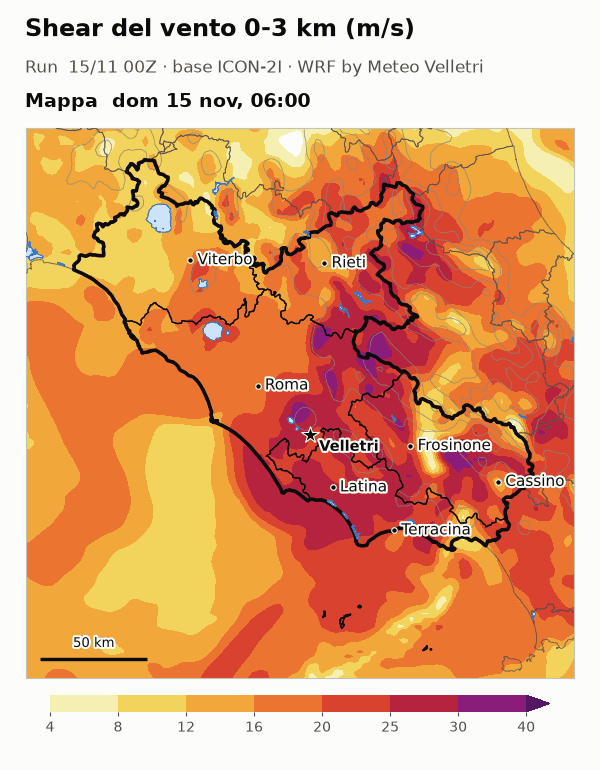 Shear del vento 0-3 km (m/s)
Run  15/11 00Z · base ICON-2I · WRF by Meteo Velletri
Mappa  dom 15 nov, 06:00
Viterbo
Rieti
Roma
Velletri
Frosinone
Latina
Cassino
Terracina
50 km
4 8 12 16 20 25 30 40